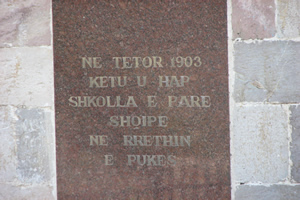 NE TETOR 1903
KETU U HAP
SHKOLLA E PARE
SHQIPE
NE RRETHIN
E PUKES